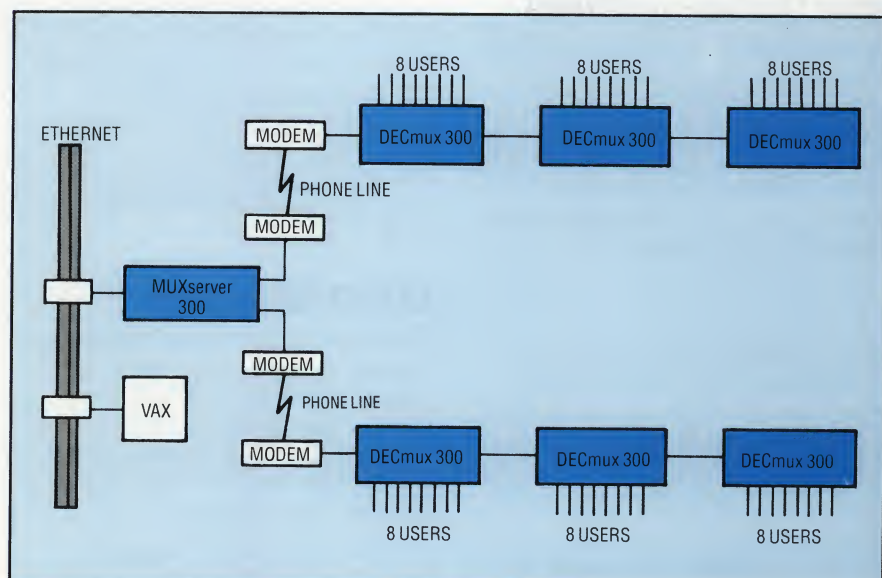 8 USERS
8 USERS
8 USERS
ETHERNET
MODEM
DECmux 300
DECmux 300
DECmux 300
PHONE LINE
MODEM
MUXserver
300
MODEM
VAX
PHONE LINE
MODEM
DECmux 300
DECmux 300
DECmux 300
8 USERS
8 USERS
8 USERS